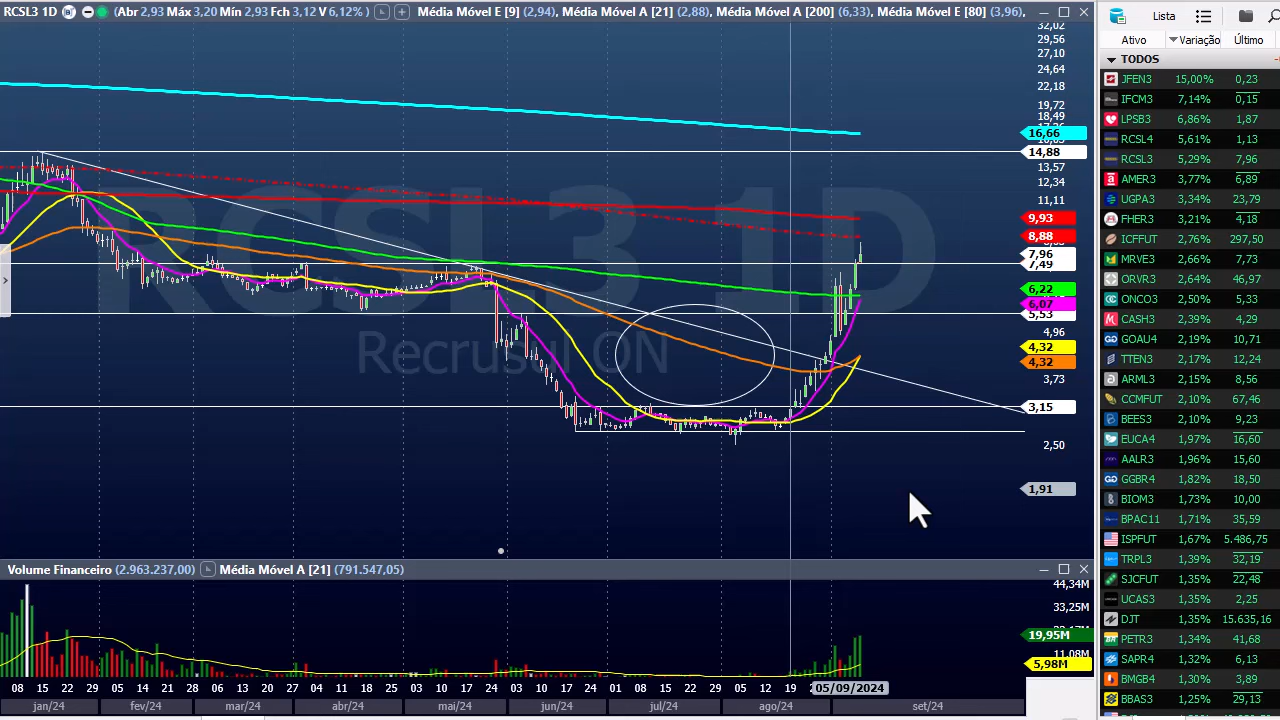 RCSL3 1D (Abr 2,93 Máx 3,20 Mín 2,93 Fch 3,12 V 6,12% ) Média Móvel E [9] (2,94), Média Móvel A [21] (2,88), Média Móvel A [200] (6,33), Média Móvel E [80] (3,96),
32,02
29,56
27,10
24,64
22,18
19,72
18,49
16,66
14,88
13,57
12,34
11,11
9,93
8,88
7,96
7,49
6,22
6,07
5,53
4,96
4,32
4,32
3,73
3,15
2,50
1,91
RCSL3 1D
Recrusul ON
Volume Financeiro (2.963.237,00) Média Móvel A [21] (791.547,05)
44,34M
33,25M
19,95M
11,08M
5,98M
08 15 22 29 05 15 19 26 04 11 18 25 01 08 15 22 29 06 13 20 27 03 10 17 24 01 08 15 22 29 05 12 19 05/09/2024
jan/24 fev/24 mar/24 abr/24 mai/24 jun/24 jul/24 ago/24 set/24
Lista
Ativo Variação Último
TODOS
JFEN3 15,00% 0,23
IFCM3 7,14% 0,15
LPSB3 6,86% 1,87
RCSL4 5,61% 1,13
RCSL3 5,29% 7,96
AMER3 3,77% 6,89
UGPA3 3,34% 23,79
FHER3 3,21% 4,18
ICFFUT 2,76% 297,50
MRVE3 2,66% 7,73
ORVR3 2,64% 46,97
ONCO3 2,50% 5,33
CASH3 2,39% 4,29
GOAU4 2,19% 10,71
TTEN3 2,17% 12,24
ARML3 2,15% 8,56
CCMFUT 2,10% 67,46
BEES3 2,10% 9,23
EUCA4 1,97% 16,60
AALR3 1,96% 15,60
GGBR4 1,82% 18,50
BIOM3 1,73% 10,00
BPAC11 1,71% 35,59
ISPFUT 1,67% 5.486,75
TRPL3 1,39% 32,19
SJCFUT 1,35% 22,48
UCAS3 1,35% 2,25
DJT 1,35% 15.635,16
PETR3 1,34% 41,68
SAPR4 1,32% 6,13
BMGB4 1,30% 3,89
BBAS3 1,25% 29,13